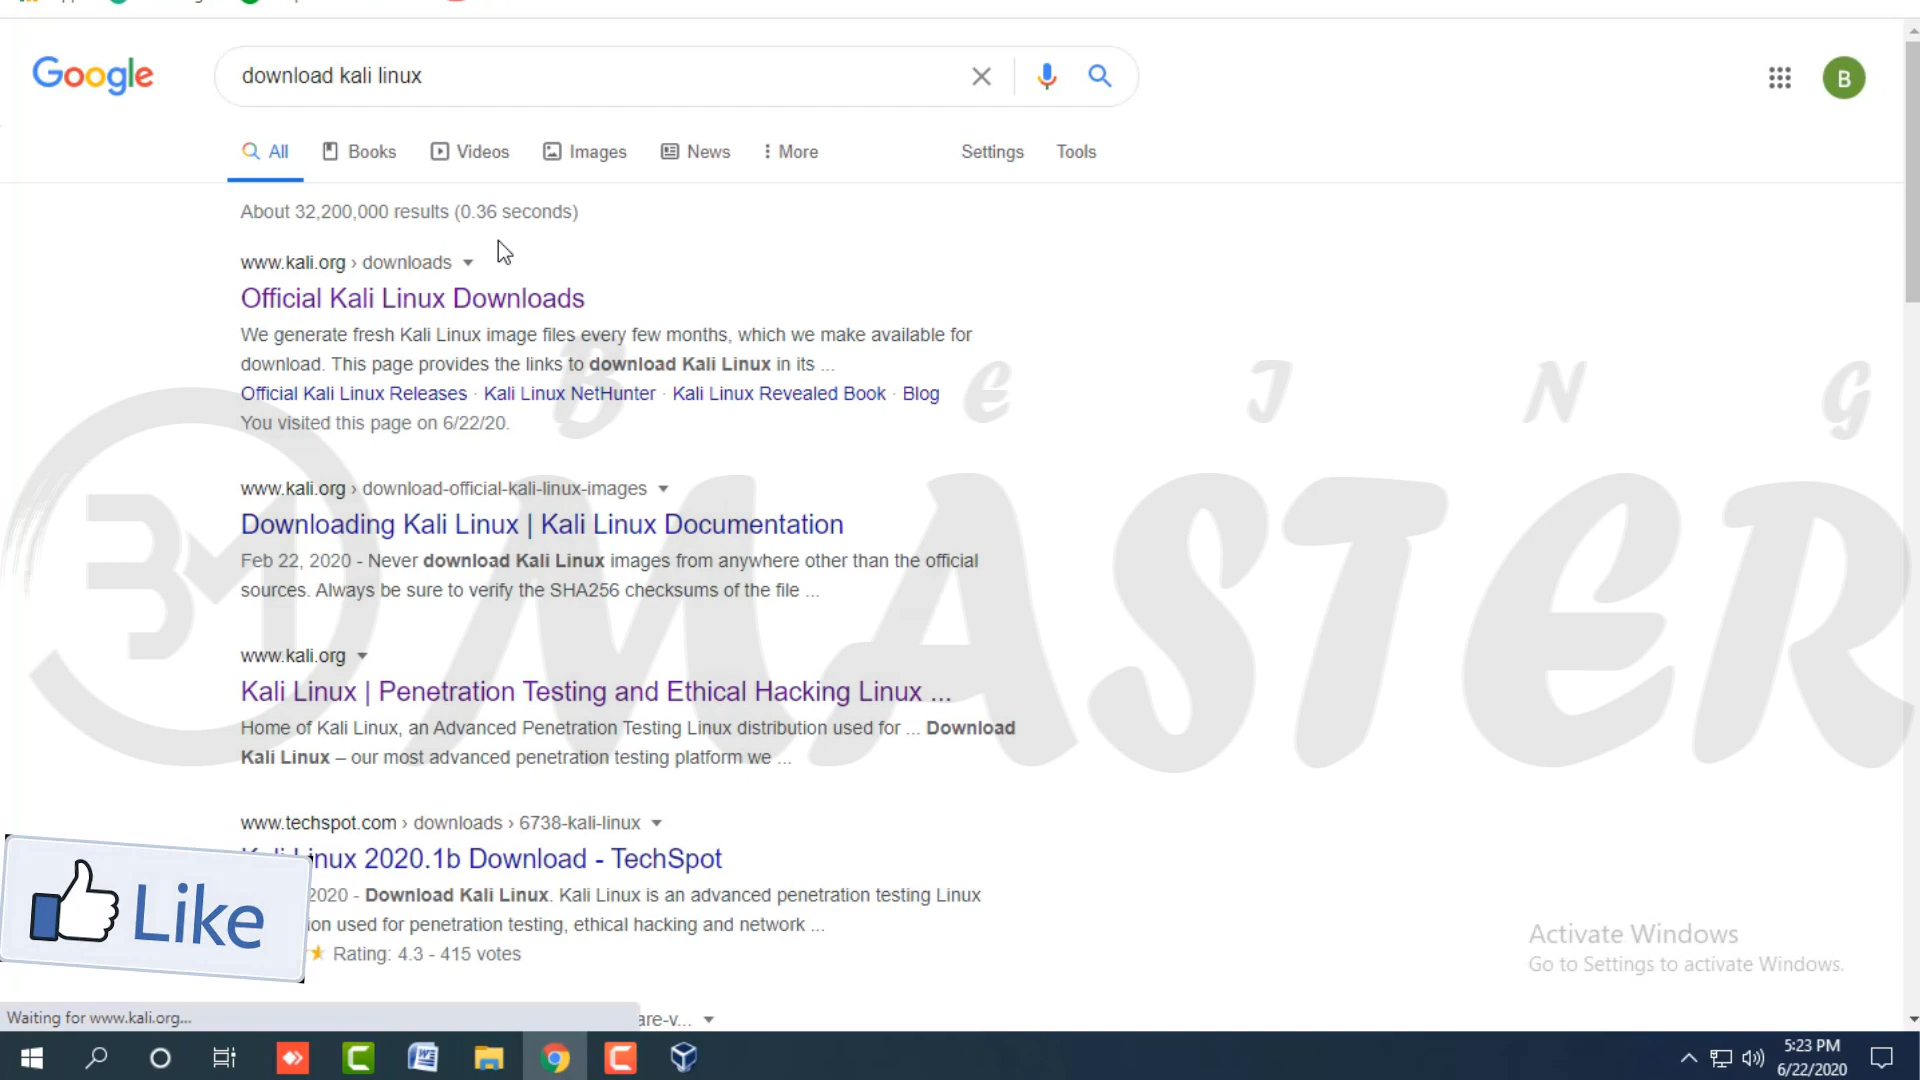 Google
download kali linux
B
All
Books
Videos
Images
News
More
Settings
Tools
About 32,200,000 results (0.36 seconds)
www.kali.org › downloads
Official Kali Linux Downloads
We generate fresh Kali Linux image files every few months, which we make available for
download. This page provides the links to download Kali Linux in its ...
Official Kali Linux Releases · Kali Linux NetHunter · Kali Linux Revealed Book · Blog
You visited this page on 6/22/20.
BEING
MASTER
BM
www.kali.org › download-official-kali-linux-images
Downloading Kali Linux | Kali Linux Documentation
Feb 22, 2020 - Never download Kali Linux images from anywhere other than the official
sources. Always be sure to verify the SHA256 checksums of the file ...
www.kali.org
Kali Linux | Penetration Testing and Ethical Hacking Linux ...
Home of Kali Linux, an Advanced Penetration Testing Linux distribution used for ... Download
Kali Linux – our most advanced penetration testing platform we ...
www.techspot.com › downloads › 6738-kali-linux
Linux 2020.1b Download - TechSpot
2020 - Download Kali Linux. Kali Linux is an advanced penetration testing Linux
used for penetration testing, ethical hacking and network ...
Rating: 4.3 - 415 votes
Like
Activate Windows
Go to Settings to activate Windows.
Waiting for www.kali.org...
5:23 PM
6/22/2020